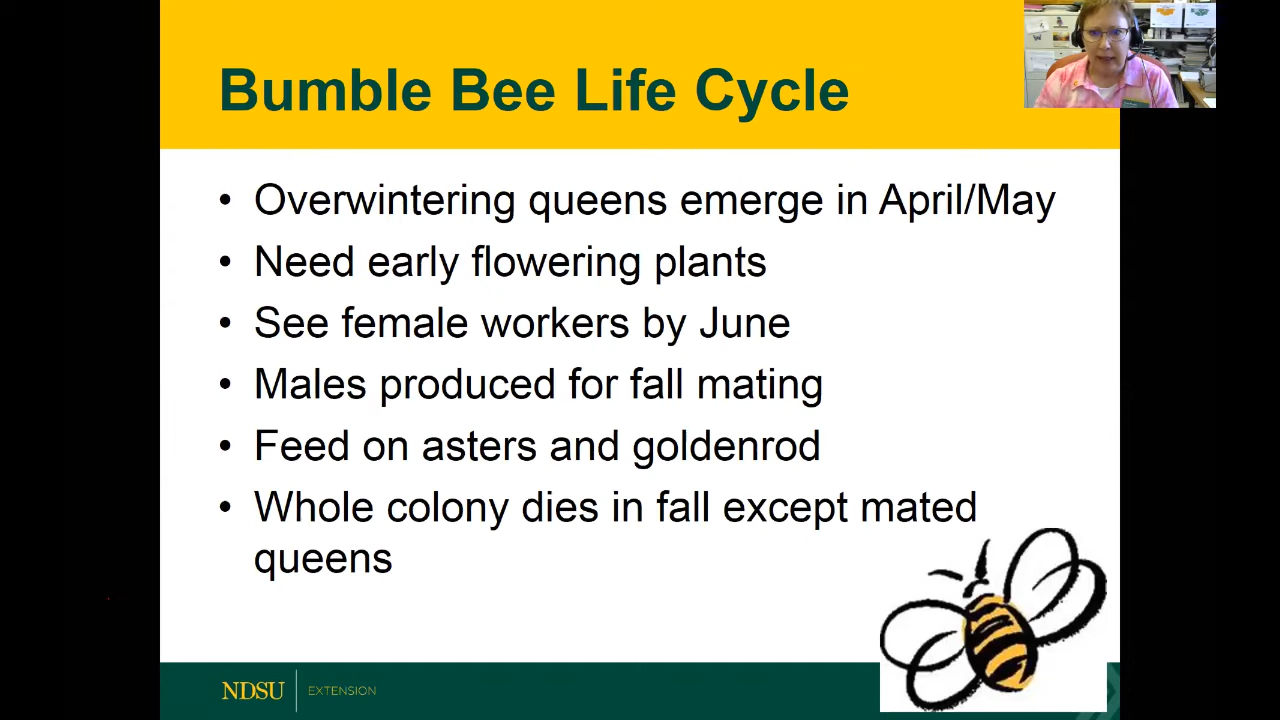 Bumble Bee Life Cycle
• Overwintering queens emerge in April/May
• Need early flowering plants
• See female workers by June
• Males produced for fall mating
• Feed on asters and goldenrod
• Whole colony dies in fall except mated
queens
NDSU EXTENSION